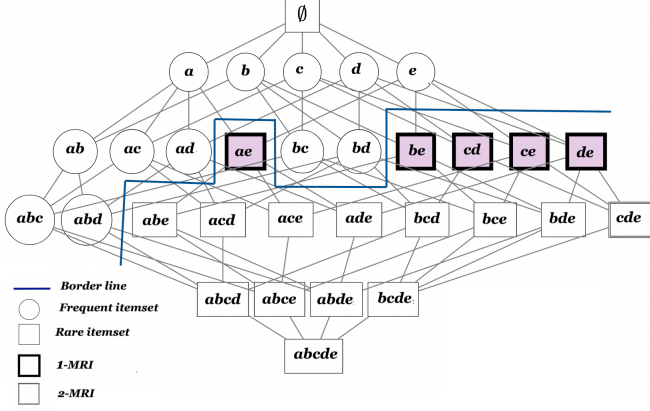 ∅
a b c d e
ab ac ad ae bc bd be cd ce de
abc abd abe acd ace ade bcd bce bde cde
abcd abce abde bcde
abcde
Border line
Frequent itemset
Rare itemset
1-MRI
2-MRI